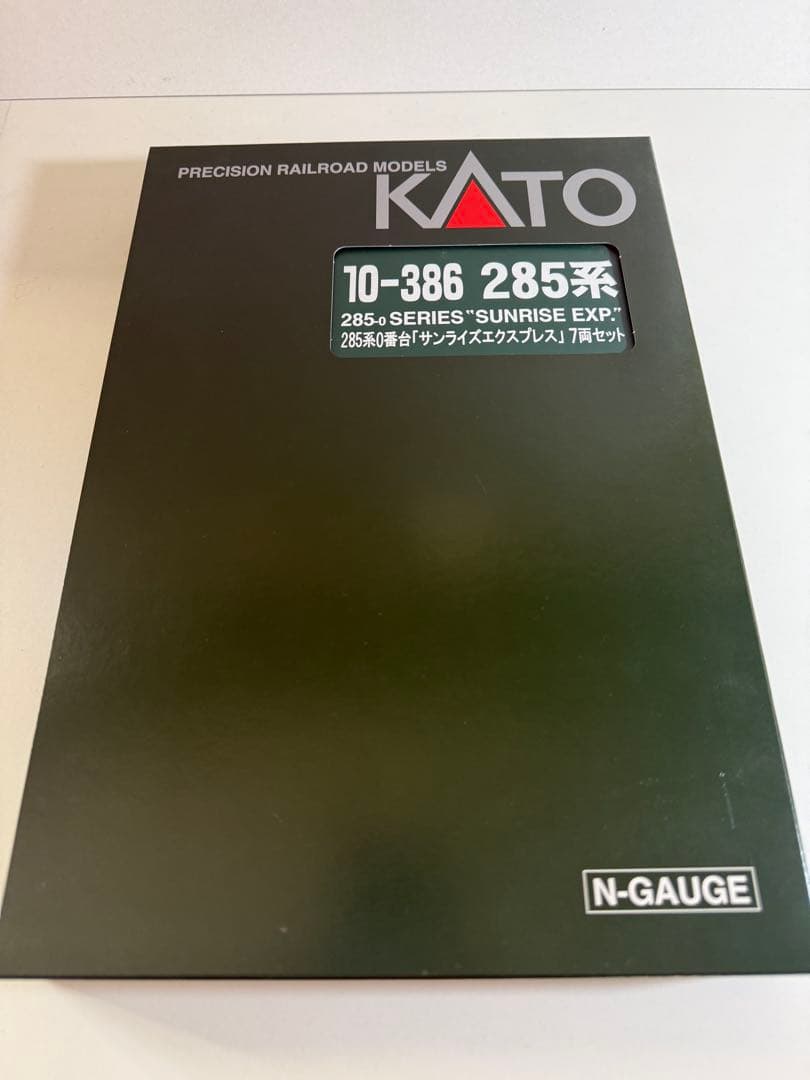 PRECISION RAILROAD MODELS
KATO
10-386 285系
285-0 SERIES "SUNRISE EXP."
285系0番台「サンライズエクスプレス」7両セット
N-GAUGE